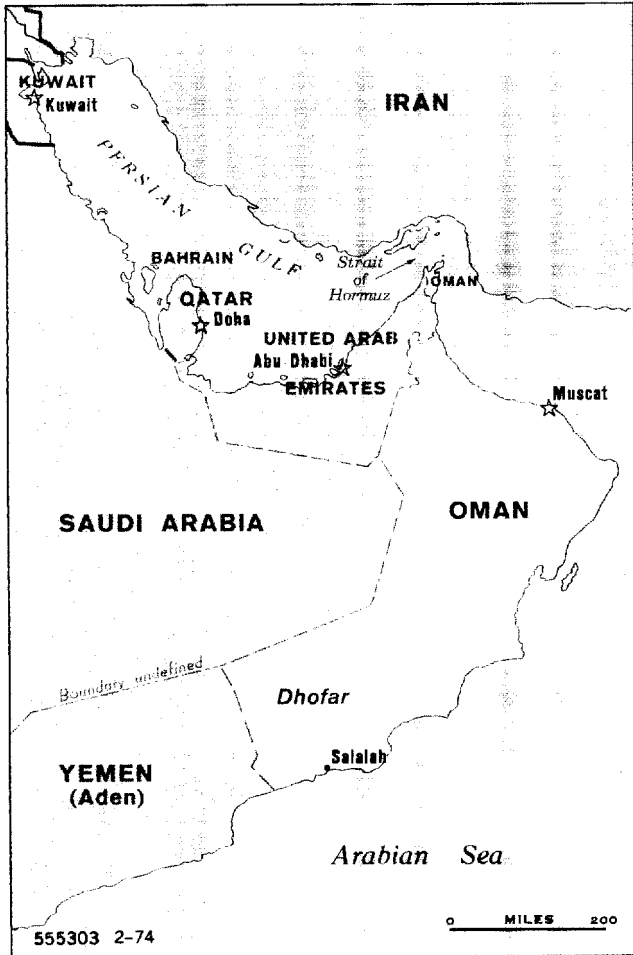 KUWAIT
Kuwait
IRAN
PERSIAN GULF
BAHRAIN
QATAR
Doha
Strait
of
Hormuz
OMAN
UNITED ARAB
Abu Dhabi
EMIRATES
Muscat
SAUDI ARABIA
OMAN
Boundary undefined
Dhofar
Salalah
YEMEN
(Aden)
Arabian Sea
0 MILES 200
555303 2-74